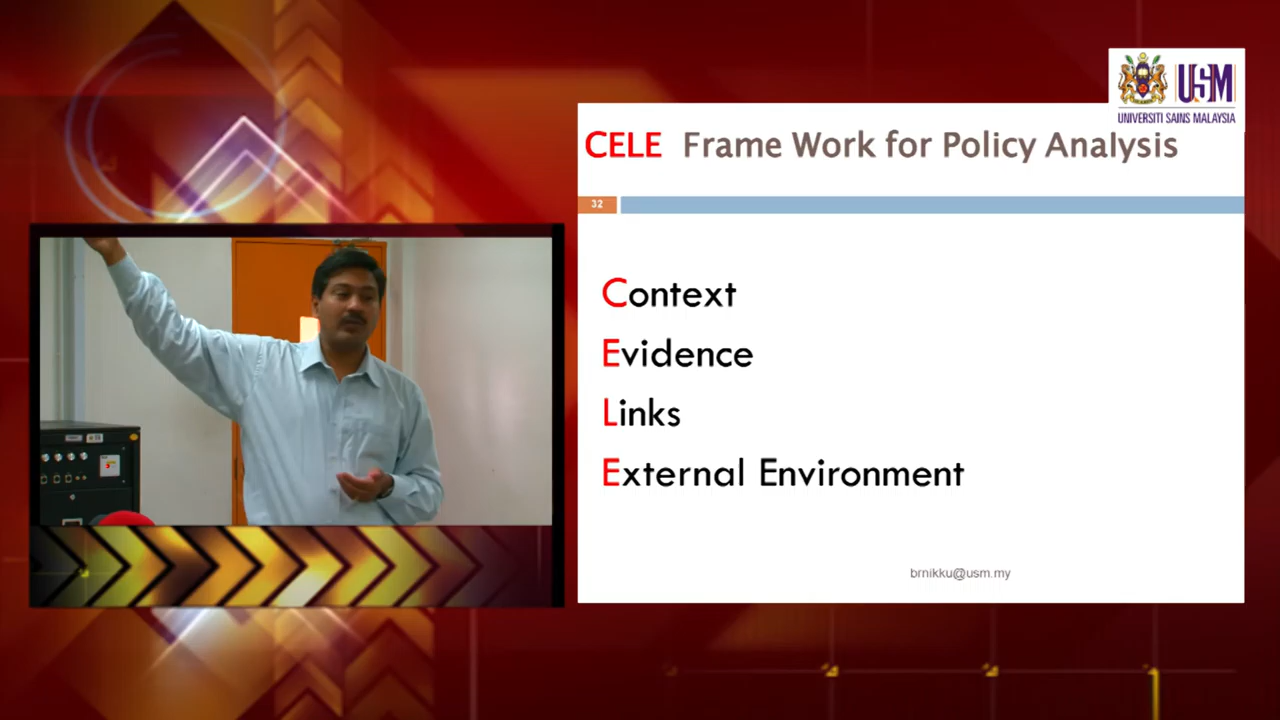 USM
UNIVERSITI SAINS MALAYSIA
CELE Frame Work for Policy Analysis
32
Context
Evidence
Links
External Environment
brnikku@usm.my